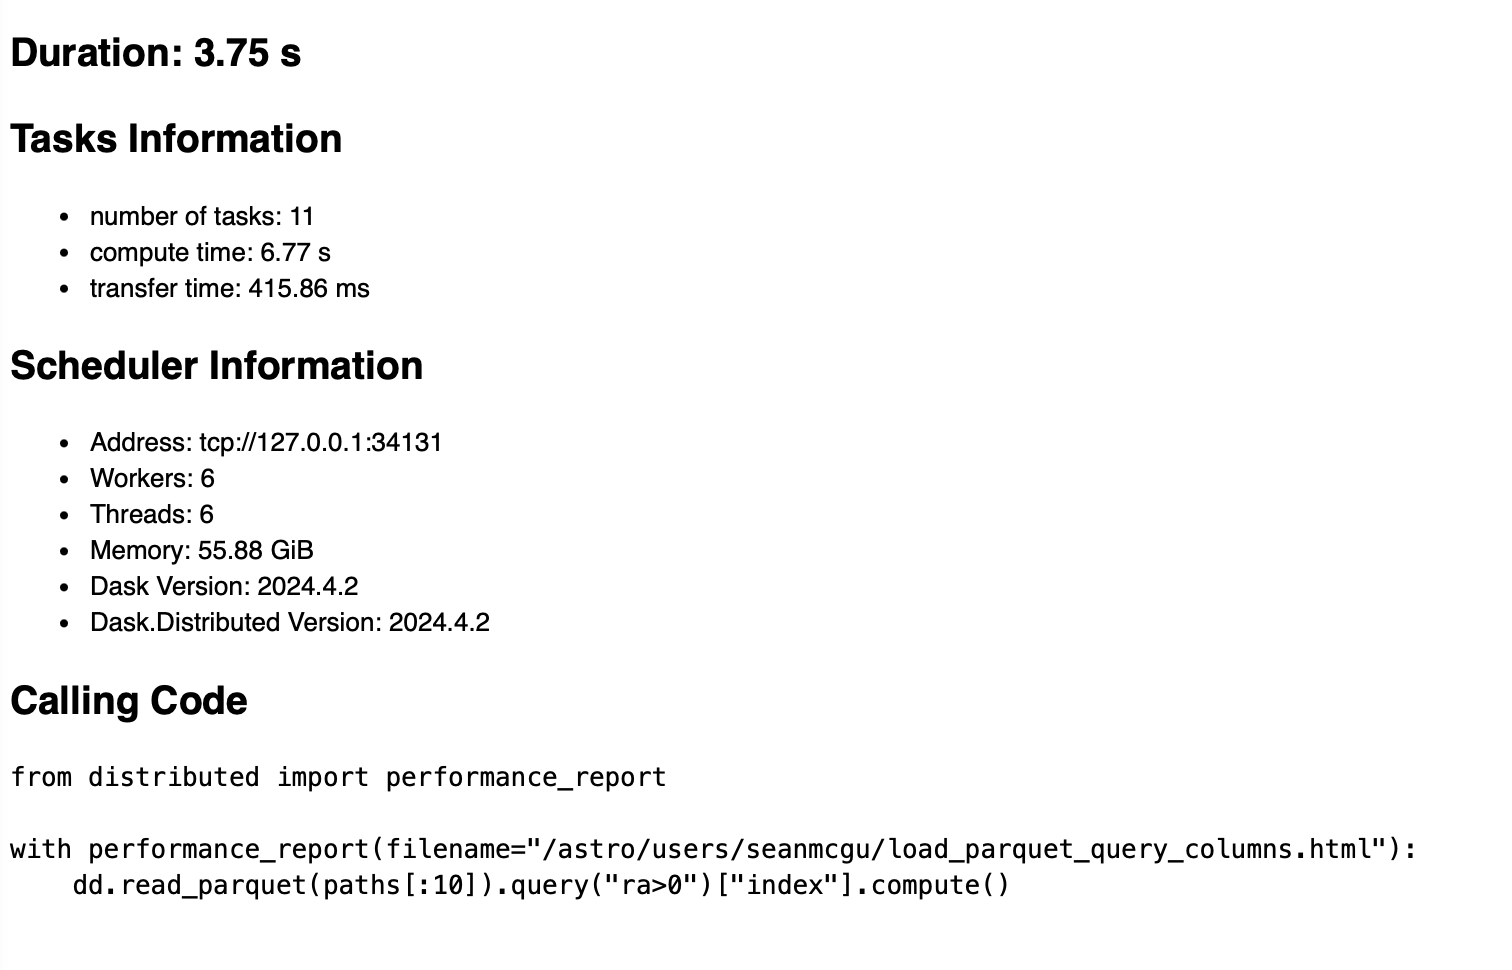 Duration: 3.75 s
Tasks Information
• number of tasks: 11
• compute time: 6.77 s
• transfer time: 415.86 ms
Scheduler Information
• Address: tcp://127.0.0.1:34131
• Workers: 6
• Threads: 6
• Memory: 55.88 GiB
• Dask Version: 2024.4.2
• Dask.Distributed Version: 2024.4.2
Calling Code
from distributed import performance_report
with performance_report(filename="/astro/users/seanmcgu/load_parquet_query_columns.html"):
    dd.read_parquet(paths[:10]).query("ra>0")["index"].compute()